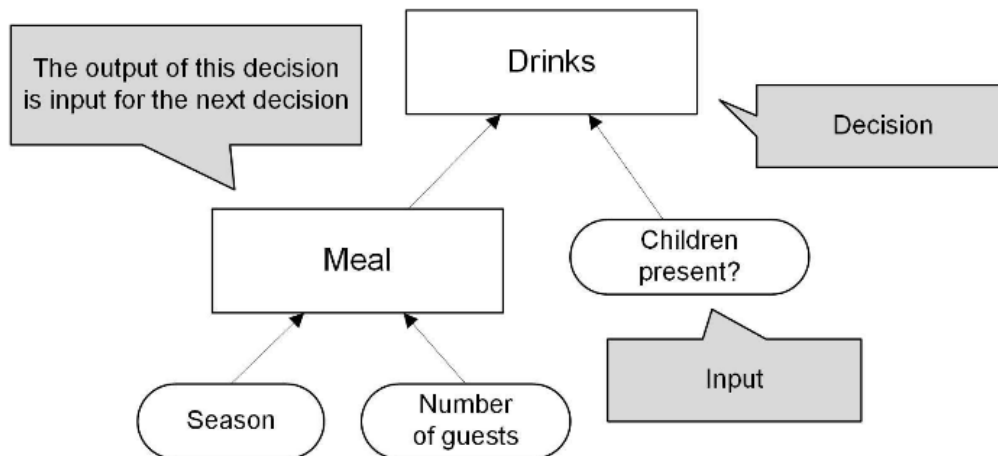 The output of this decision
is input for the next decision
Drinks
Decision
Meal
Children
present?
Input
Season
Number
of guests